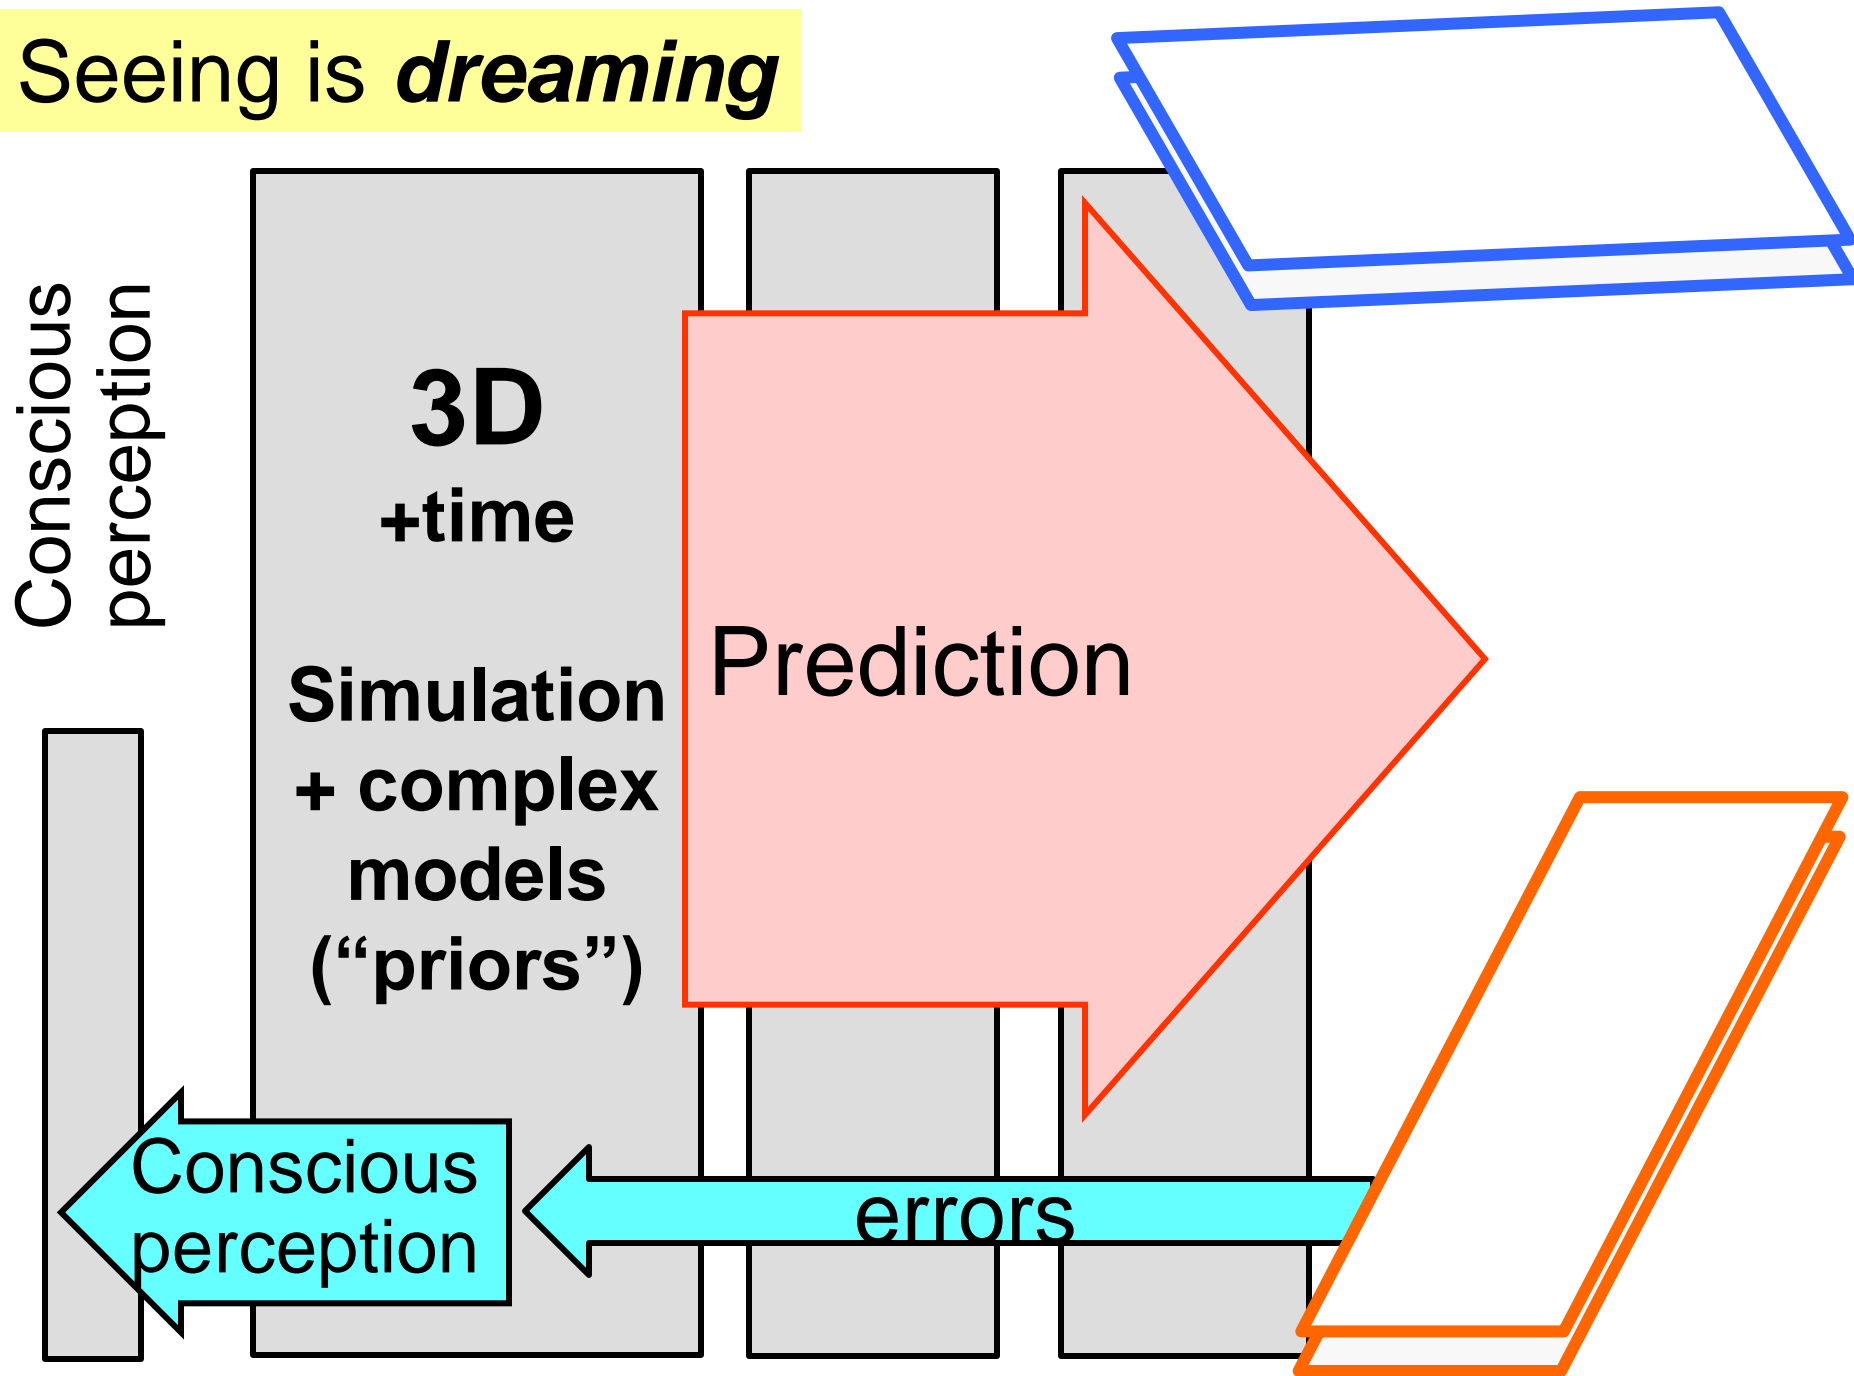 Seeing is dreaming
Conscious
perception
3D
+time
Simulation
+ complex
models
(“priors”)
Prediction
Conscious
perception
errors